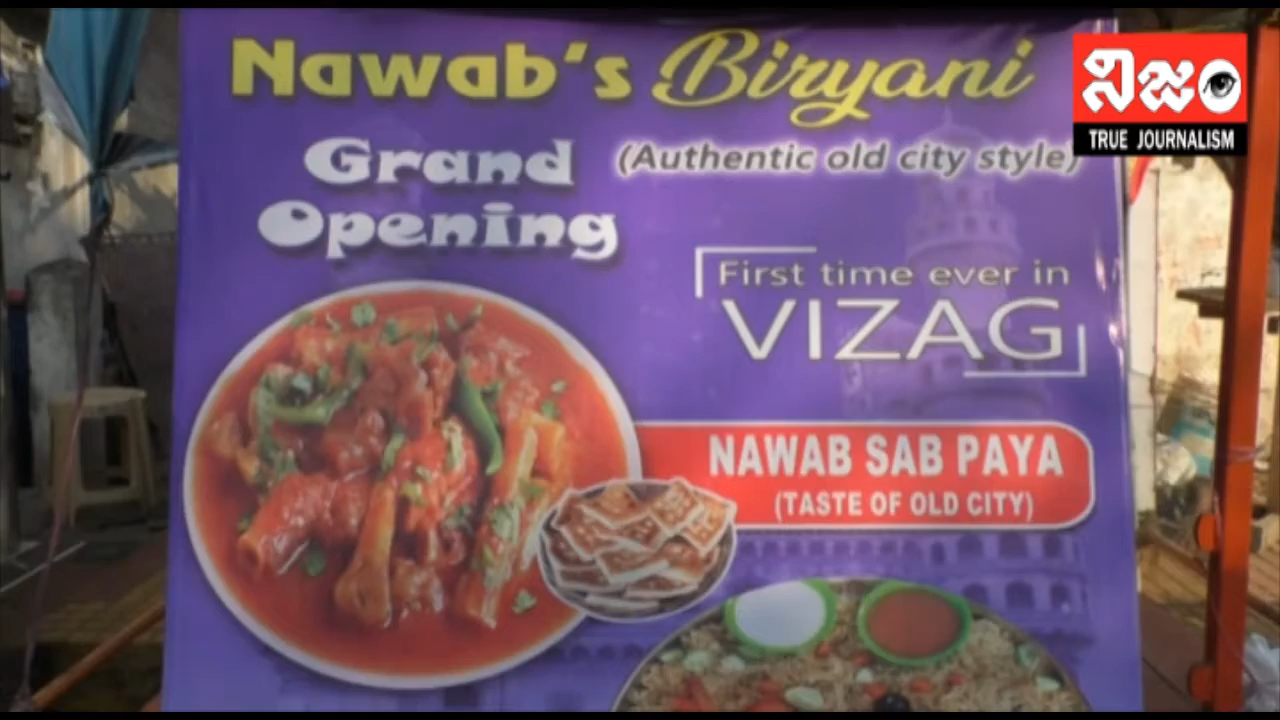 Nawab's Biryani
(Authentic old city style)
Grand
Opening
First time ever in
VIZAG
NAWAB SAB PAYA
(TASTE OF OLD CITY)
నిజం
TRUE JOURNALISM